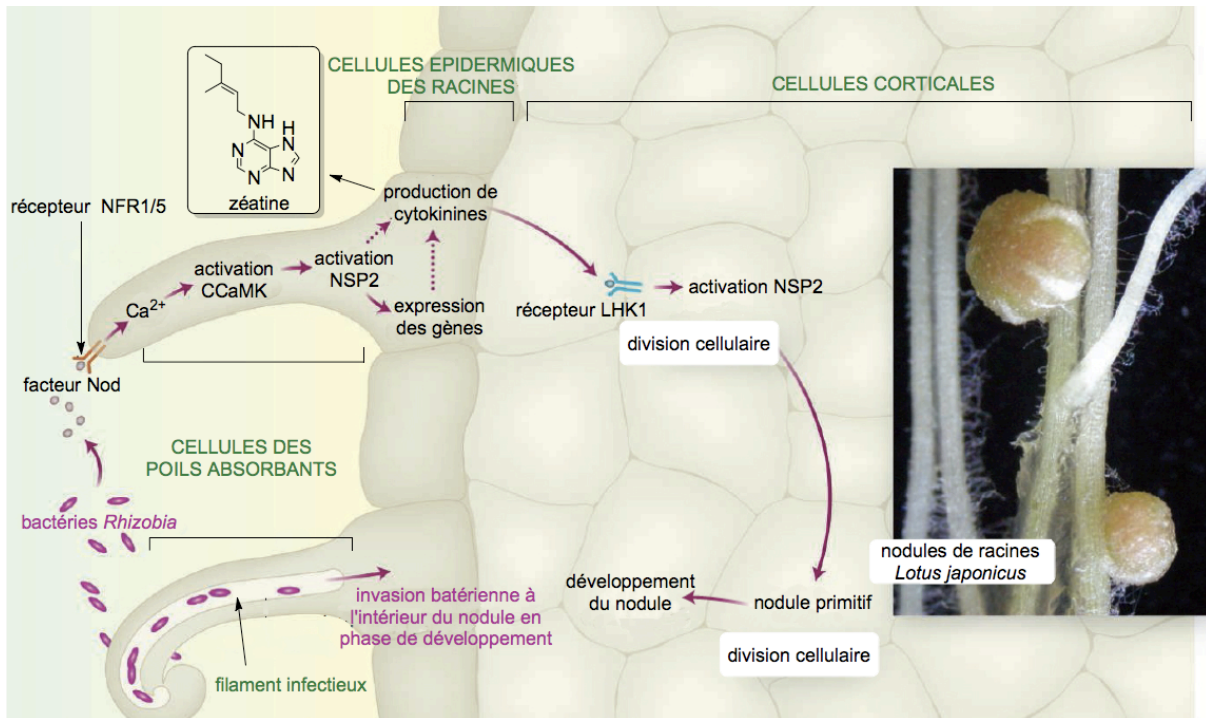 CELLULES EPIDERMIQUES
DES RACINES
CELLULES CORTICALES
NH
N
H
N
N
N
zéatine
récepteur NFR1/5
production de
cytokinines
activation
CCaMK
activation
NSP2
Ca2+
expression
des gènes
récepteur LHK1
activation NSP2
division cellulaire
facteur Nod
CELLULES DES
POILS ABSORBANTS
bactéries Rhizobia
invasion batérienne à
l'intérieur du nodule en
phase de développement
filament infectieux
développement
du nodule
nodule primitif
division cellulaire
nodules de racines
Lotus japonicus